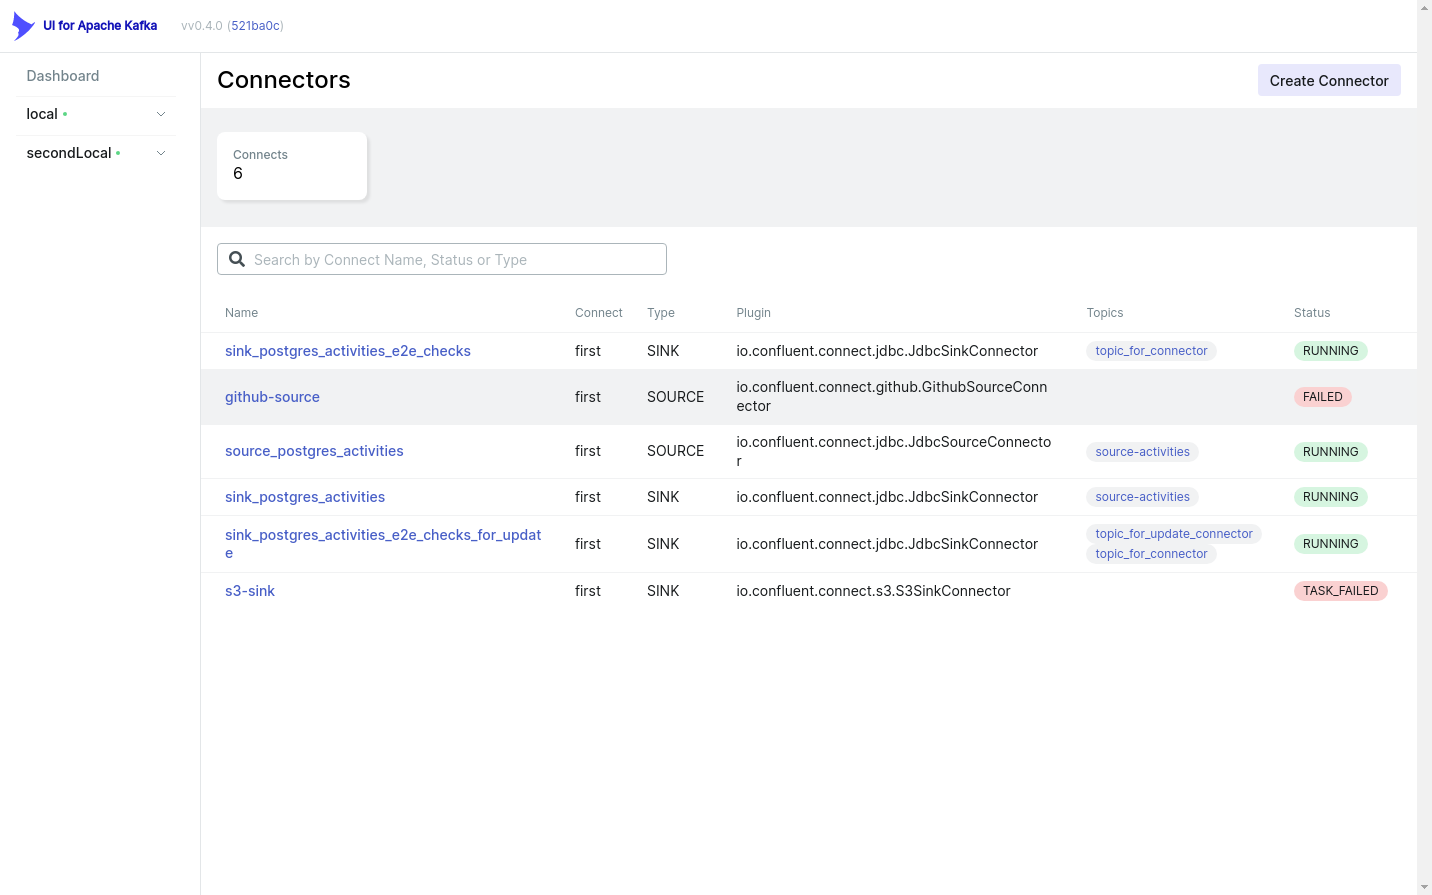 UI for Apache Kafka vv0.4.0 (521ba0c)
Dashboard
local
secondLocal
Connectors
Create Connector
Connects
6
Search by Connect Name, Status or Type
Name Connect Type Plugin Topics Status
sink_postgres_activities_e2e_checks first SINK io.confluent.connect.jdbc.JdbcSinkConnector topic_for_connector RUNNING
github-source first SOURCE io.confluent.connect.github.GithubSourceConn
ector FAILED
source_postgres_activities first SOURCE io.confluent.connect.jdbc.JdbcSourceConnecto
r source-activities RUNNING
sink_postgres_activities first SINK io.confluent.connect.jdbc.JdbcSinkConnector source-activities RUNNING
sink_postgres_activities_e2e_checks_for_updat
e first SINK io.confluent.connect.jdbc.JdbcSinkConnector topic_for_update_connector
topic_for_connector RUNNING
s3-sink first SINK io.confluent.connect.s3.S3SinkConnector TASK_FAILED